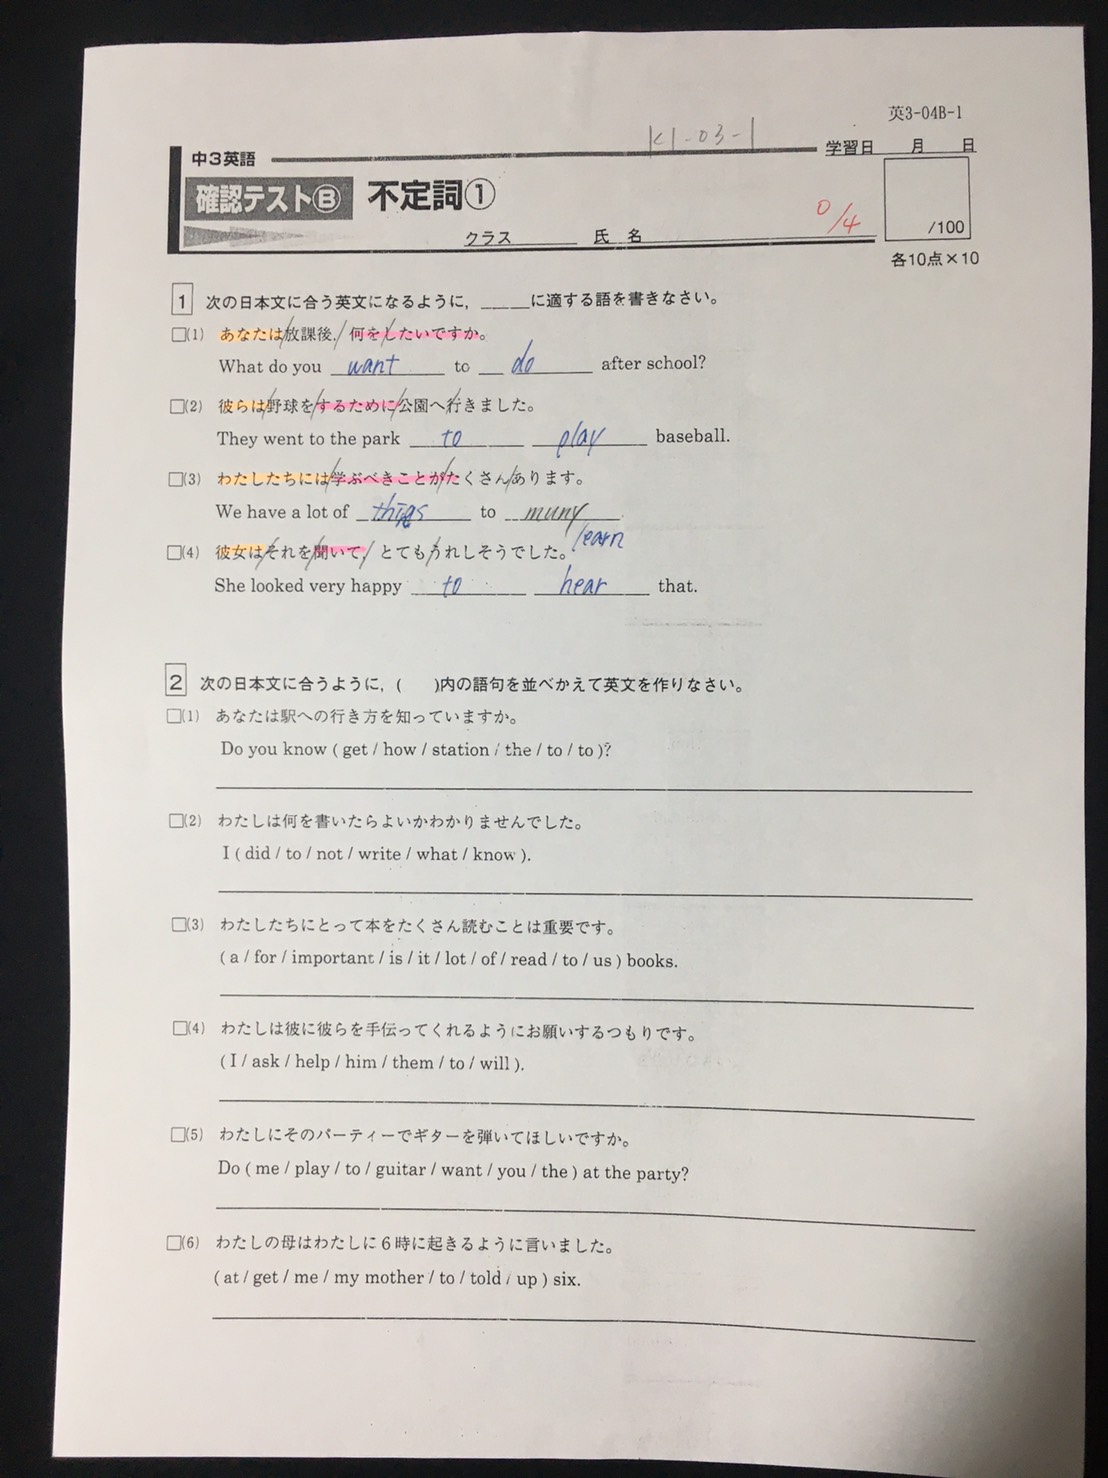 英3-04B-1
K1-03-1
中3英語
学習日 月 日
確認テストⒷ 不定詞①
0/4
/100
クラス 氏 名
各10点×10
1 次の日本文に合う英文になるように，____に適する語を書きなさい。
□(1) あなたは/放課後，/何を/したいですか。
What do you want to do after school?
□(2) 彼らは/野球を/するために/公園へ/行きました。
They went to the park to play baseball.
□(3) わたしたちには/学ぶべきことが/たくさん/あります。
We have a lot of thigs to muny
learn
□(4) 彼女は/それを/聞いて，/とても/うれしそうでした。
She looked very happy to hear that.
2 次の日本文に合うように，( )内の語句を並べかえて英文を作りなさい。
□(1) あなたは駅への行き方を知っていますか。
Do you know ( get / how / station / the / to / to )?
□(2) わたしは何を書いたらよいかわかりませんでした。
I ( did / to / not / write / what / know ).
□(3) わたしたちにとって本をたくさん読むことは重要です。
( a / for / important / is / it / lot / of / read / to / us ) books.
□(4) わたしは彼に彼らを手伝ってくれるようにお願いするつもりです。
( I / ask / help / him / them / to / will ).
□(5) わたしにそのパーティーでギターを弾いてほしいですか。
Do ( me / play / to / guitar / want / you / the ) at the party?
□(6) わたしの母はわたしに6時に起きるように言いました。
( at / get / me / my mother / to / told / up ) six.